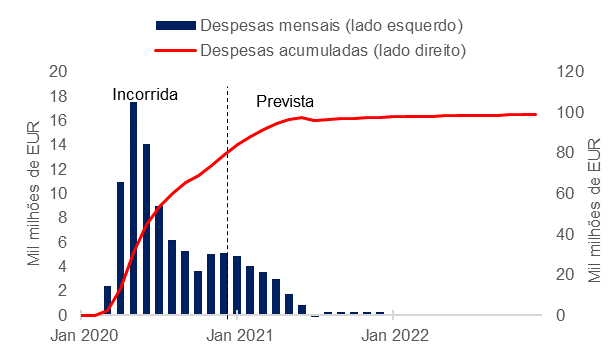 Despesas mensais (lado esquerdo)
Despesas acumuladas (lado direito)
20
18
16
14
12
10
8
6
4
2
0
Mil milhões de EUR
Incorrida
Prevista
120
100
80
60
40
20
0
Mil milhões de EUR
Jan 2020
Jan 2021
Jan 2022